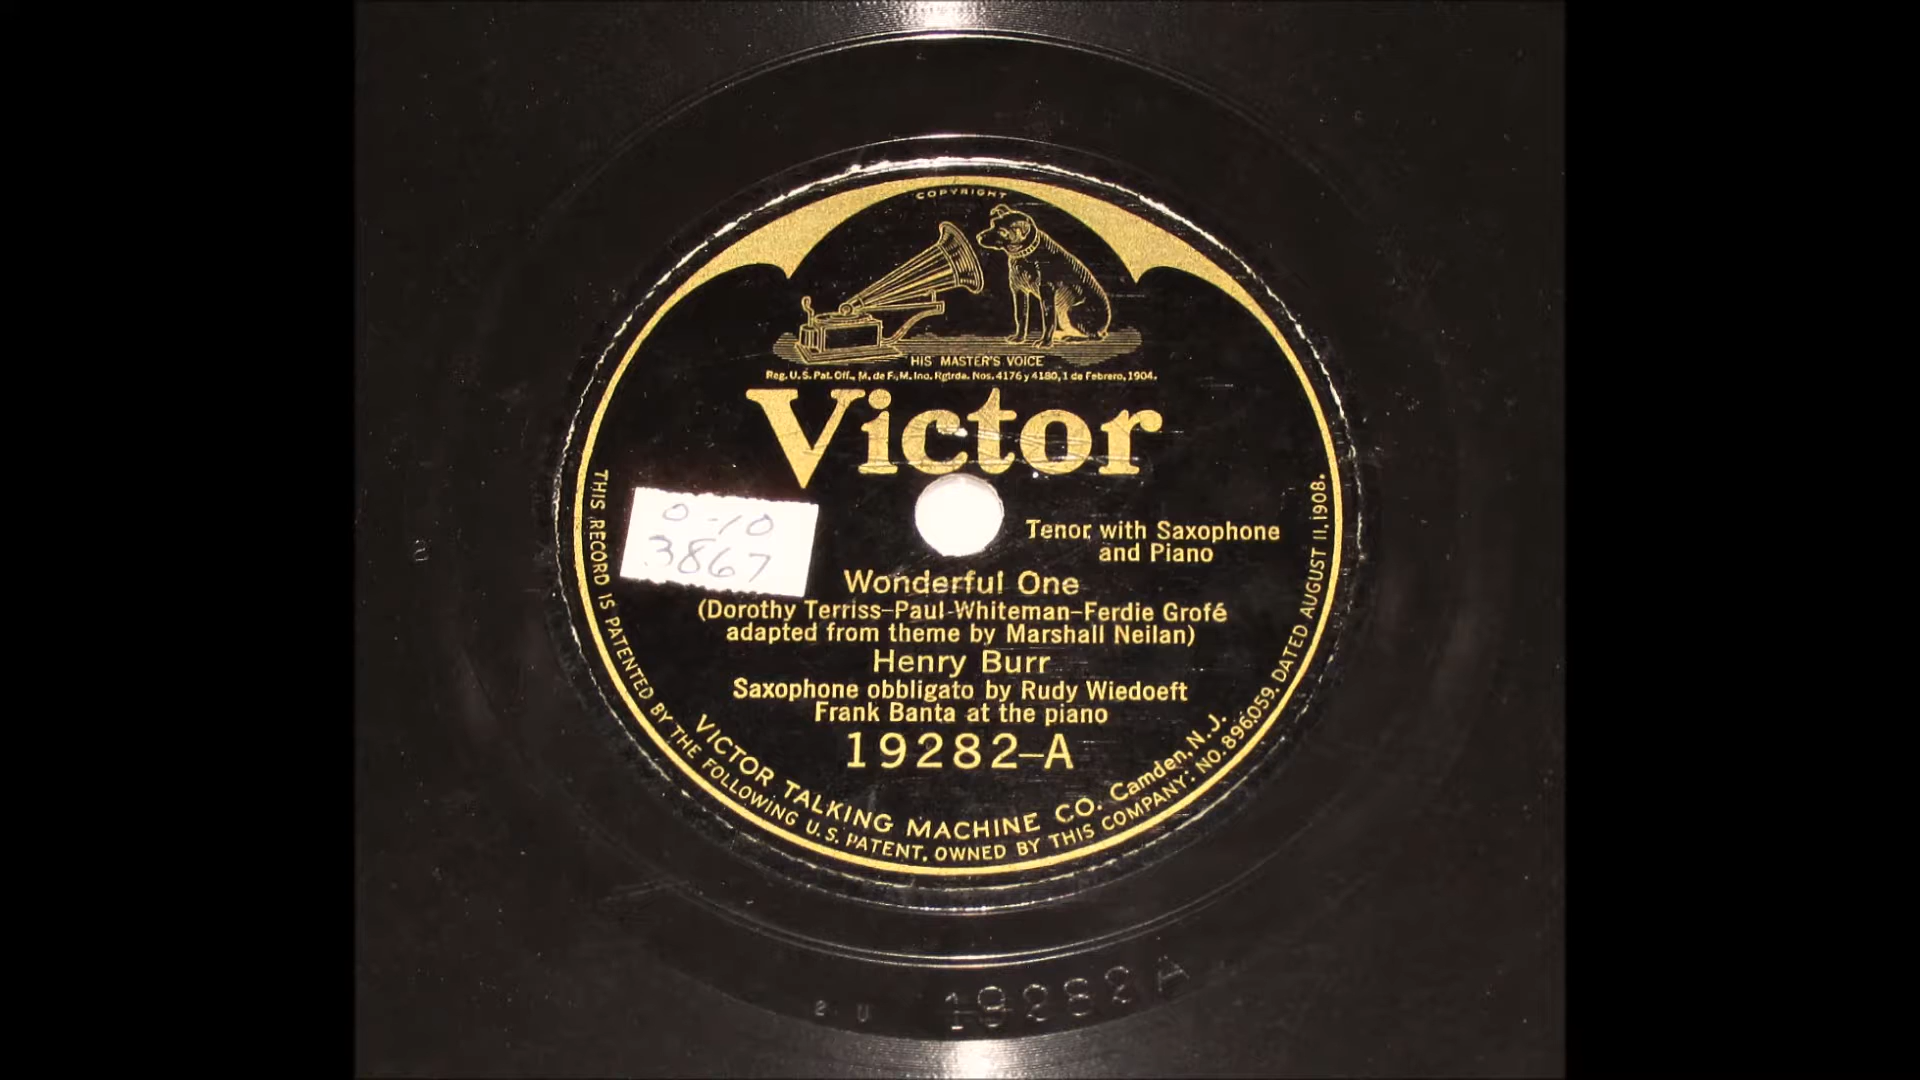 COPYRIGHT
HIS MASTER'S VOICE
Reg. U.S. Pat. Off., M. de F., M. Ind. Rgtrda. Nos. 4176 y 4180, 1 de Febrero, 1904.
Victor
0-10
3867
Tenor with Saxophone
and Piano
Wonderful One
(Dorothy Terriss–Paul Whiteman–Ferdie Grofé
adapted from theme by Marshall Neilan)
Henry Burr
Saxophone obbligato by Rudy Wiedoeft
Frank Banta at the piano
19282–A
VICTOR TALKING MACHINE CO. Camden, N.J.
THIS RECORD IS PATENTED BY THE FOLLOWING U.S. PATENT, OWNED BY THIS COMPANY: NO. 896,059, DATED AUGUST 11, 1908.
2
2 U 19282A